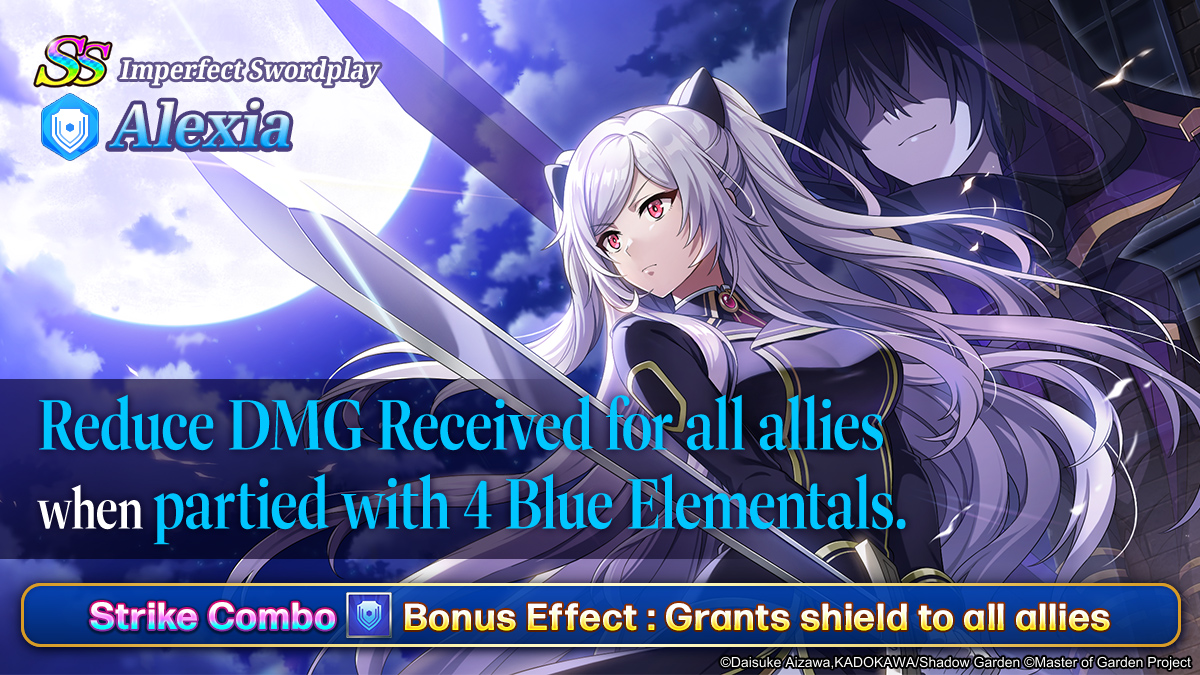 SS Imperfect Swordplay
Alexia
Reduce DMG Received for all allies
when partied with 4 Blue Elementals.
Strike Combo Bonus Effect : Grants shield to all allies
©Daisuke Aizawa,KADOKAWA/Shadow Garden ©Master of Garden Project